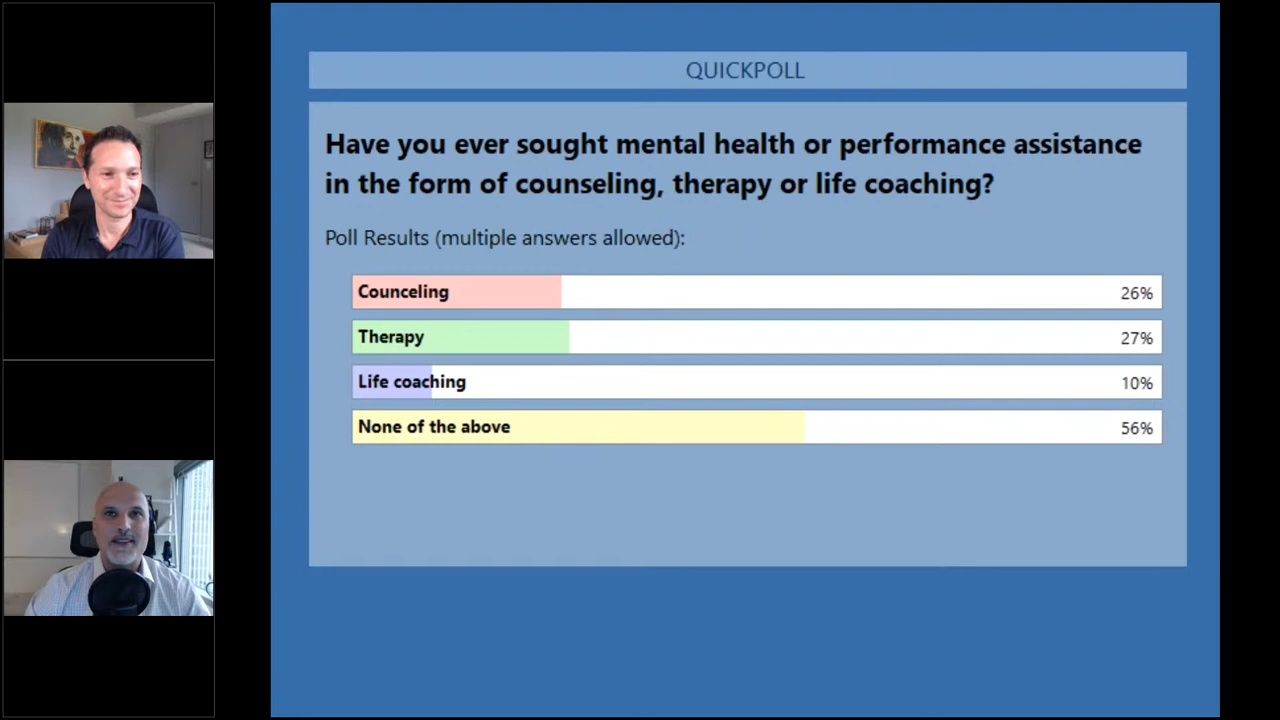 QUICKPOLL
Have you ever sought mental health or performance assistance
in the form of counseling, therapy or life coaching?
Poll Results (multiple answers allowed):
Counceling 26%
Therapy 27%
Life coaching 10%
None of the above 56%